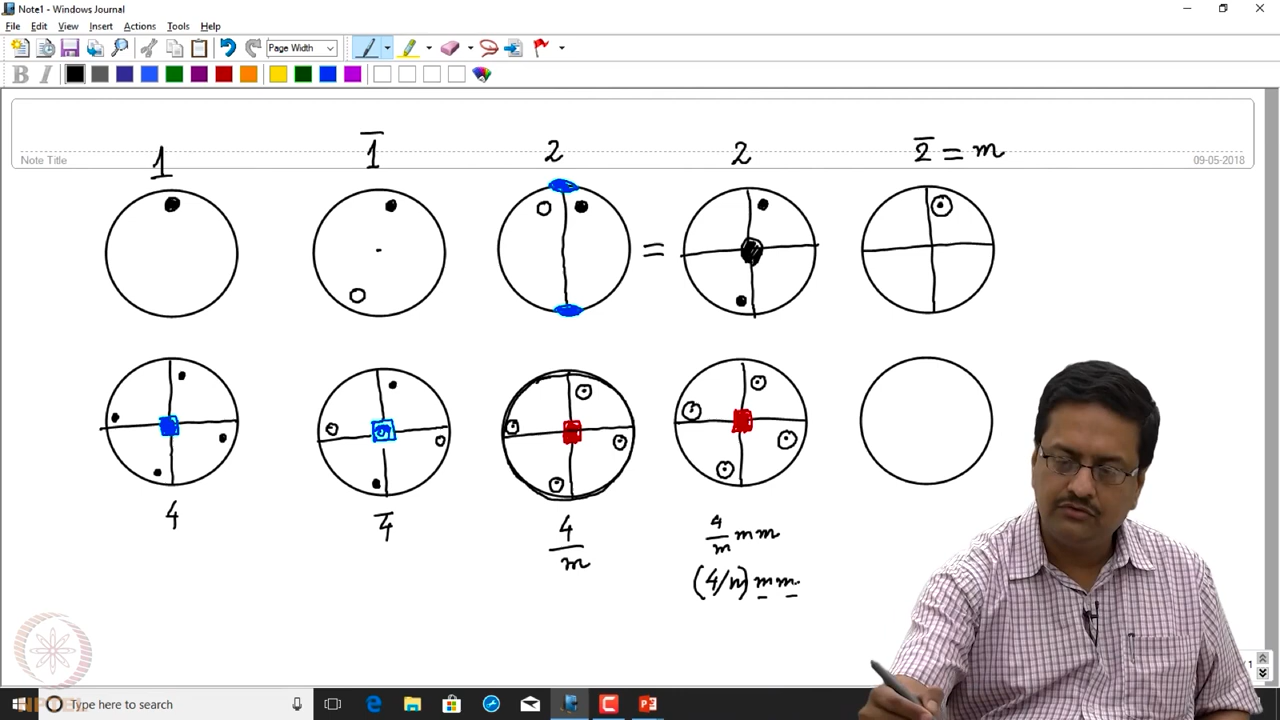 Note1 - Windows Journal
File Edit View Insert Actions Tools Help
Page Width
B I
1 1̅ 2 2 2̅ = m
Note Title 09-05-2018
=
4 4̅ 4/m 4/m mm
(4/m) mm
1
Type here to search